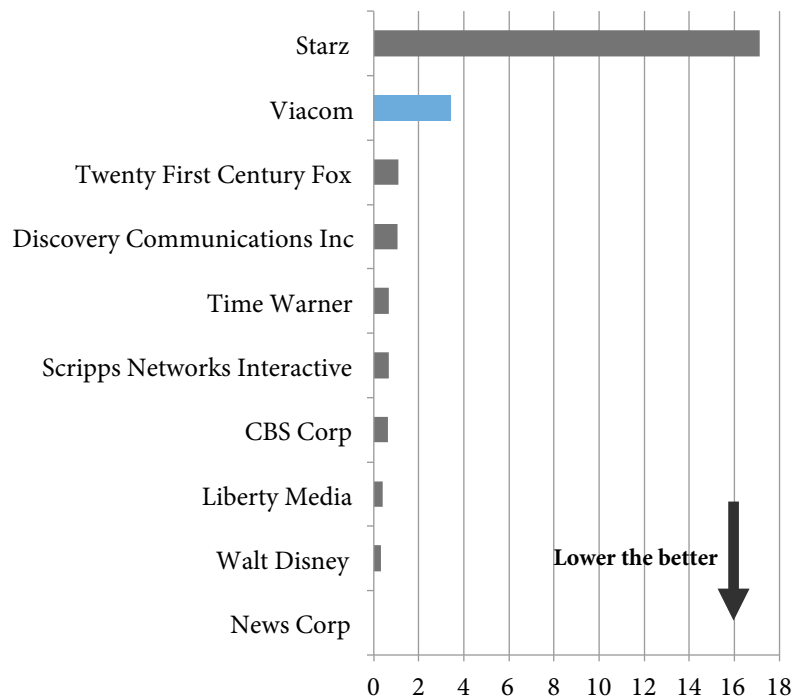 Starz
Viacom
Twenty First Century Fox
Discovery Communications Inc
Time Warner
Scripps Networks Interactive
CBS Corp
Liberty Media
Walt Disney
Lower the better
News Corp
0 2 4 6 8 10 12 14 16 18